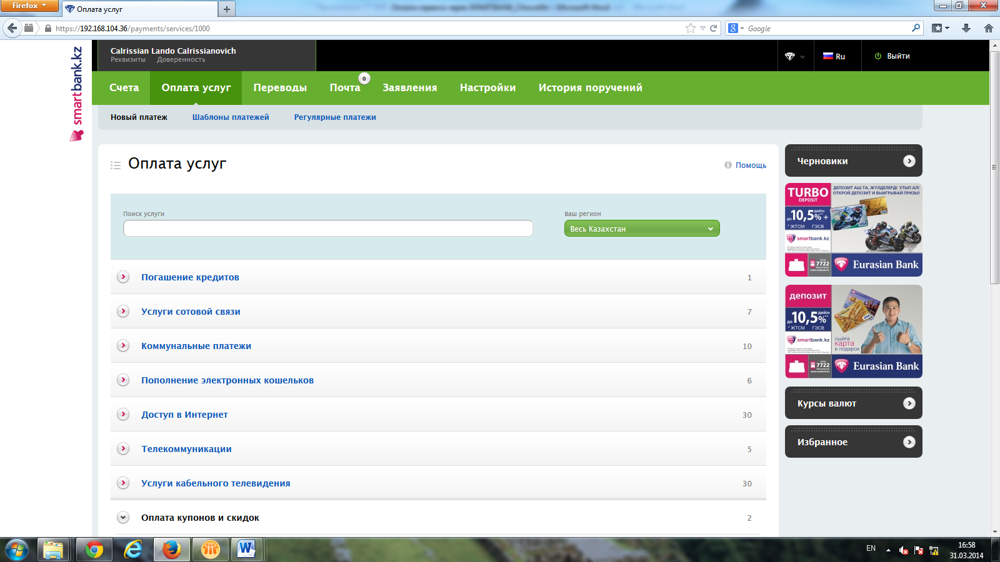 Firefox
Оплата услуг
https://192.168.104.36/payments/services/1000
Google
smartbank.kz
Calrissian Lando Calrissianovich
Реквизиты Доверенность
Ru
Выйти
Счета
Оплата услуг
Переводы
Почта
0
Заявления
Настройки
История поручений
Новый платеж
Шаблоны платежей
Регулярные платежи
Оплата услуг
Помощь
Поиск услуги
Ваш регион
Весь Казахстан
Погашение кредитов 1
Услуги сотовой связи 7
Коммунальные платежи 10
Пополнение электронных кошельков 6
Доступ в Интернет 30
Телекоммуникации 5
Услуги кабельного телевидения 30
Оплата купонов и скидок 2
Черновики
TURBO
DEPOSIT
ДЕПОЗИТ АШ ТА, ЖҮЛДЕЛЕРДІ ҰТЫП АЛ!
ОТКРОЙ ДЕПОЗИТ И ВЫИГРЫВАЙ ПРИЗЫ!
до 10,5% дейін +
* ЖТСМ ГЭСВ
smartbank.kz
7722
Eurasian Bank
депозит
до 10,5% дейін
* ЖТСМ ГЭСВ
smartbank.kz
сыйға
карта
в подарок
7722
Eurasian Bank
Курсы валют
Избранное
EN
16:58
31.03.2014